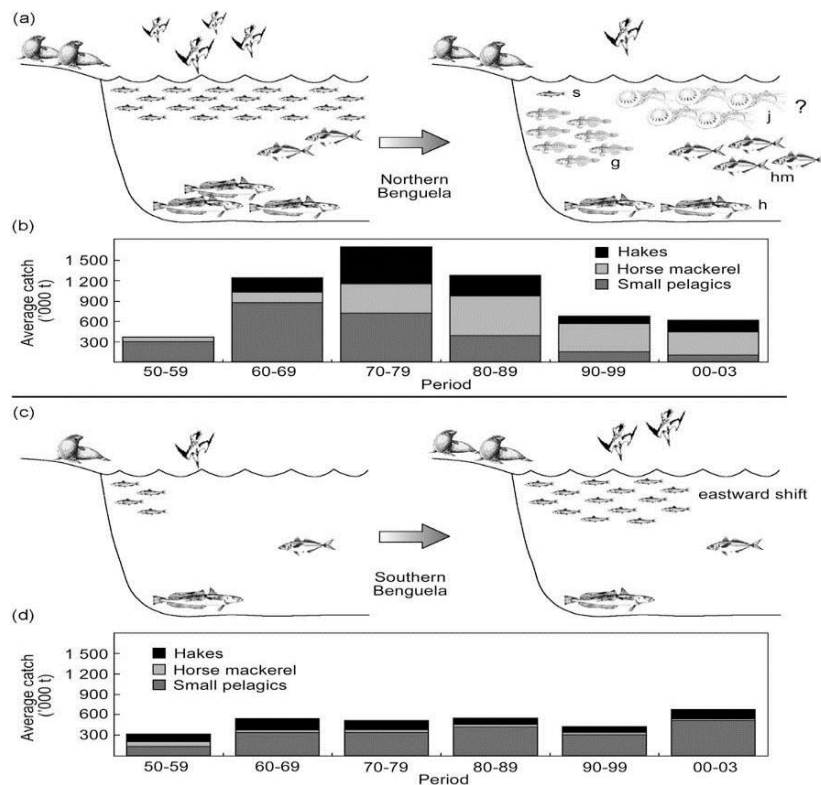 (a)
s
j
?
g
hm
h
Northern
Benguela
(b)
Average catch
('000 t)
1 500
1 200
900
600
300
Hakes
Horse mackerel
Small pelagics
50-59 60-69 70-79 80-89 90-99 00-03
Period
(c)
eastward shift
Southern
Benguela
(d)
Average catch
('000 t)
1 500
1 200
900
600
300
Hakes
Horse mackerel
Small pelagics
50-59 60-69 70-79 80-89 90-99 00-03
Period